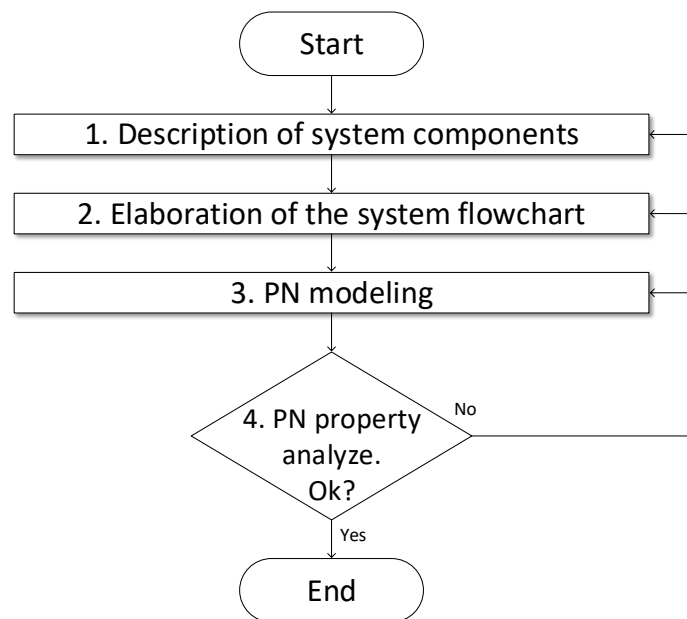 Start
1. Description of system components
2. Elaboration of the system flowchart
3. PN modeling
4. PN property
analyze.
Ok?
No
Yes
End